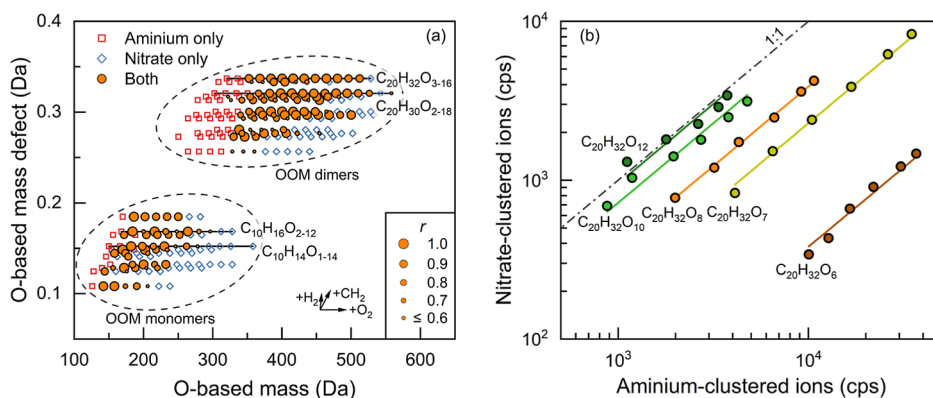 0.4
0.3
0.2
0.1
O-based mass defect (Da)
Aminium only
Nitrate only
Both
(a)
C20H32O3-16
C20H30O2-18
OOM dimers
C10H16O2-12
C10H14O1-14
OOM monomers
+H2
+CH2
+O2
r
1.0
0.9
0.8
0.7
≤ 0.6
100 200 300 400 500 600
O-based mass (Da)
(b)
1:1
10^4
10^3
10^2
Nitrate-clustered ions (cps)
C20H32O12
C20H32O10
C20H32O8
C20H32O7
C20H32O6
10^3 10^4
Aminium-clustered ions (cps)